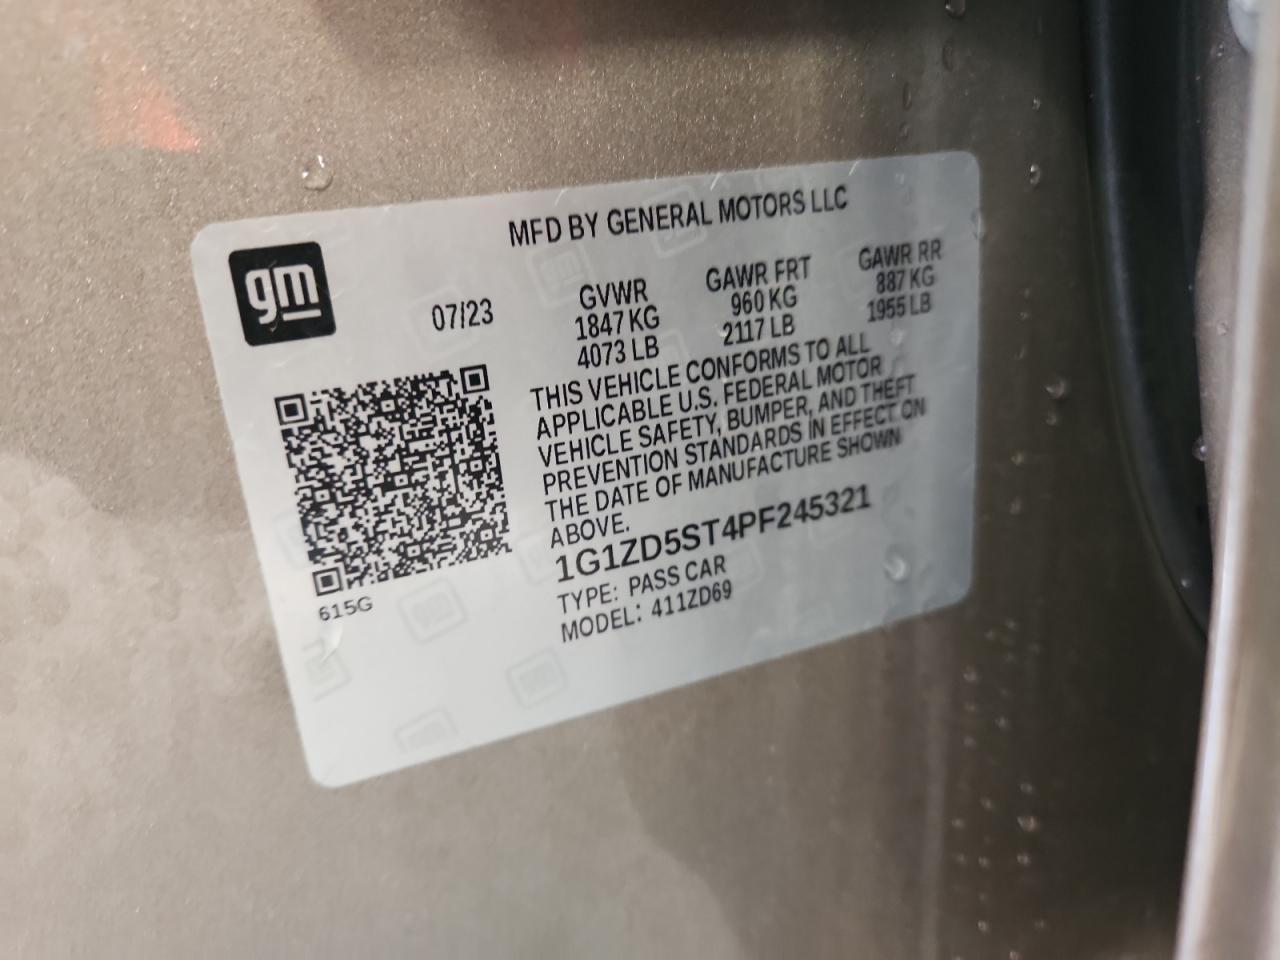 MFD BY GENERAL MOTORS LLC
gm
07/23
GVWR
1847 KG
4073 LB
GAWR FRT
960 KG
2117 LB
GAWR RR
887 KG
1955 LB
THIS VEHICLE CONFORMS TO ALL
APPLICABLE U.S. FEDERAL MOTOR
VEHICLE SAFETY, BUMPER, AND THEFT
PREVENTION STANDARDS IN EFFECT ON
THE DATE OF MANUFACTURE SHOWN
ABOVE.
1G1ZD5ST4PF245321
TYPE: PASS CAR
MODEL: 411ZD69
615G